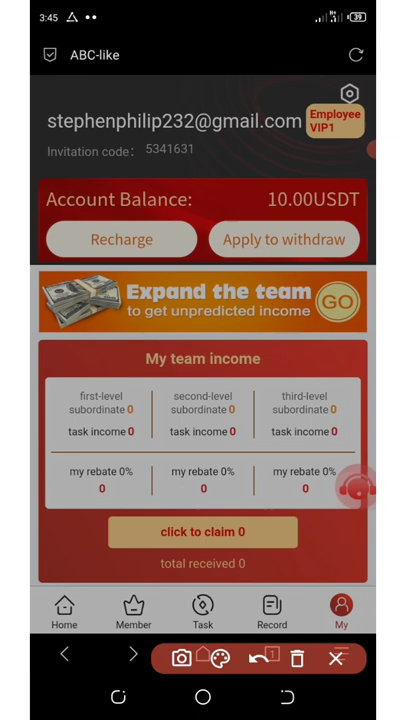 3:45
39
ABC-like
stephenphilip232@gmail.com
Employee
VIP1
Invitation code: 5341631
Account Balance: 10.00USDT
Recharge
Apply to withdraw
Expand the team
to get unpredicted income
GO
My team income
first-level
subordinate 0
task income 0
second-level
subordinate 0
task income 0
third-level
subordinate 0
task income 0
my rebate 0%
0
my rebate 0%
0
my rebate 0%
0
click to claim 0
total received 0
Home
Member
Task
Record
My
1